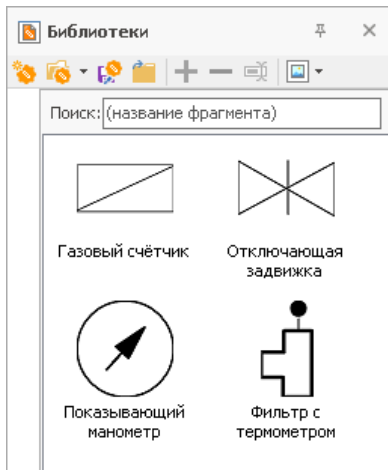 Библиотеки
Поиск: (название фрагмента)
Газовый счётчик
Отключающая
задвижка
Показывающий
манометр
Фильтр с
термометром